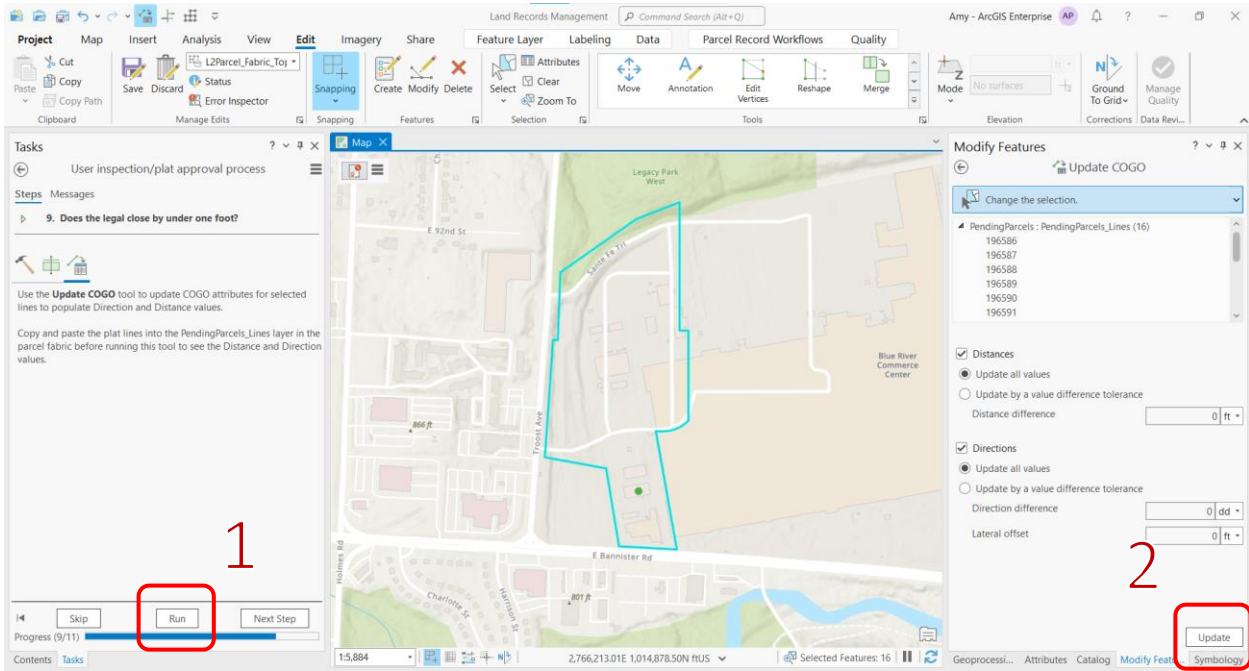 Land Records Management
Command Search (Alt+Q)
Amy - ArcGIS Enterprise AP ?
Project Map Insert Analysis View Edit Imagery Share Feature Layer Labeling Data Parcel Record Workflows Quality
Paste
Cut
Copy
Copy Path
Clipboard
Save Discard
L2Parcel_Fabric_Top
Status
Error Inspector
Manage Edits
Snapping
Snapping
Create Modify Delete
Features
Select
Attributes
Clear
Zoom To
Selection
Move Annotation Edit Vertices Reshape Merge
Tools
Mode
No surfaces
ft
Elevation
Ground To Grid
Corrections
Manage Quality
Data Revi...
Tasks
User inspection/plat approval process
Steps Messages
9. Does the legal close by under one foot?
Use the Update COGO tool to update COGO attributes for selected
lines to populate Direction and Distance values.
Copy and paste the plat lines into the PendingParcels_Lines layer in the
parcel fabric before running this tool to see the Distance and Direction
values.
1
Skip Run Next Step
Progress (9/11)
Contents Tasks
Map
Legacy Park
West
E 92nd St
Sante Fe Trl
Blue River
Commerce
Center
Troost Ave
866 ft
E Bannister Rd
Holmes Rd
Charlotte St
Harrison St
801 ft
1:5,884
2,766,213.01E 1,014,878.50N ftUS
Selected Features: 16
Modify Features
Update COGO
Change the selection.
PendingParcels : PendingParcels_Lines (16)
196586
196587
196588
196589
196590
196591
Distances
Update all values
Update by a value difference tolerance
Distance difference 0 ft
Directions
Update all values
Update by a value difference tolerance
Direction difference 0 dd
Lateral offset 0 ft
2
Update
Geoprocessi... Attributes Catalog Modify Featu... Symbology